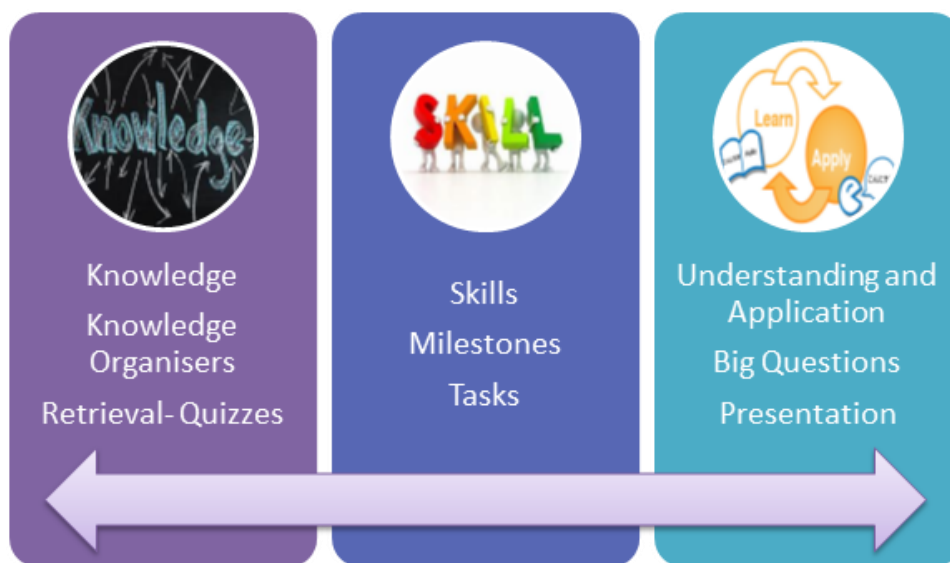 Knowledge
SKILL
Learn
Apply
Knowledge
Knowledge
Organisers
Retrieval- Quizzes
Skills
Milestones
Tasks
Understanding and
Application
Big Questions
Presentation